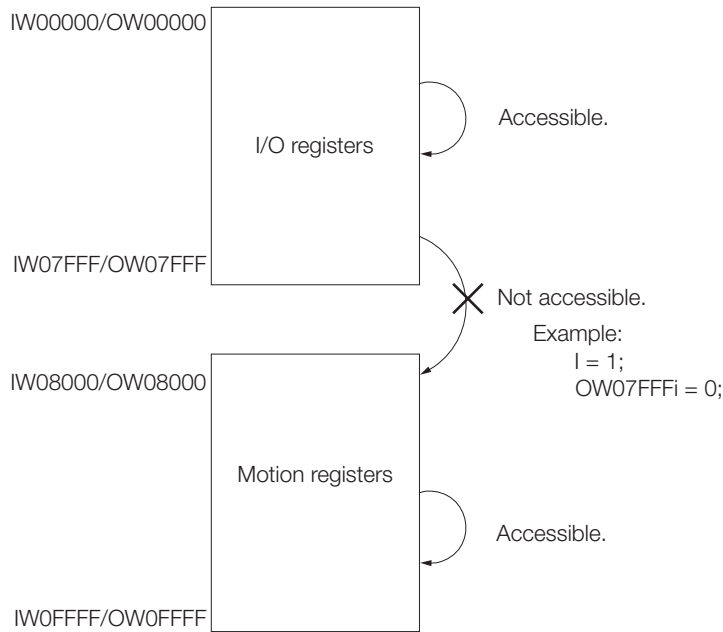 IW00000/OW00000
I/O registers
Accessible.
IW07FFF/OW07FFF
Not accessible.
Example:
I = 1;
OW07FFFi = 0;
IW08000/OW08000
Motion registers
Accessible.
IW0FFFF/OW0FFFF